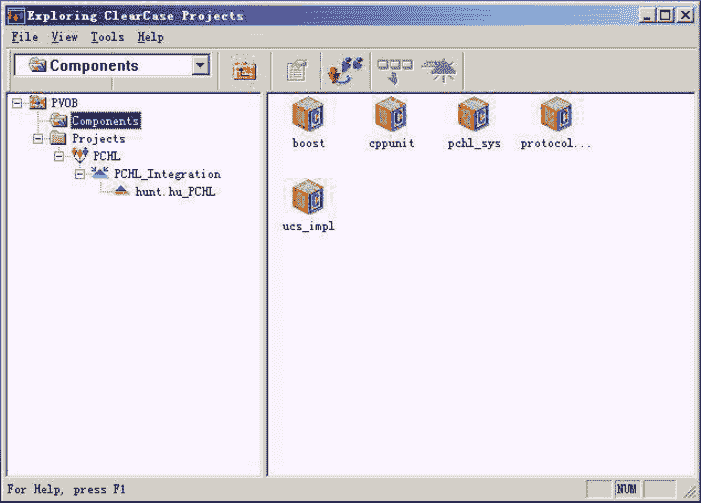 Exploring ClearCase Projects
File View Tools Help
Components
PVOB
Components
Projects
PCHL
PCHL_Integration
hunt.hu_PCHL
boost cppunit pchl_sys protocol...
ucs_impl
For Help, press F1 NUM